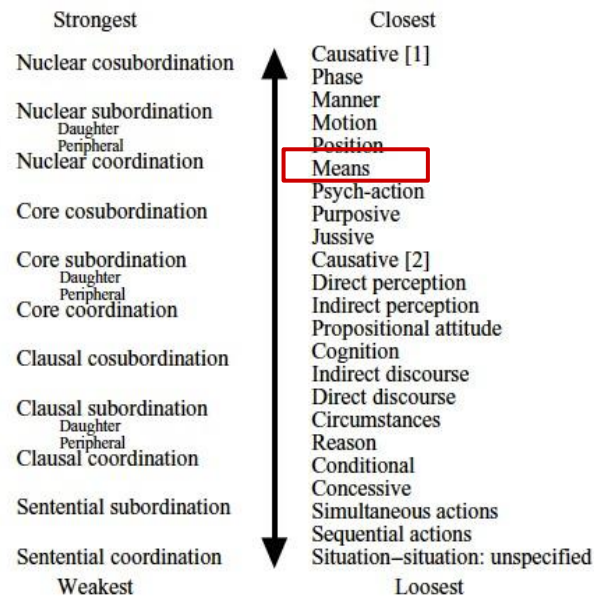 Strongest
Nuclear cosubordination
Nuclear subordination
Daughter
Peripheral
Nuclear coordination
Core cosubordination
Core subordination
Daughter
Peripheral
Core coordination
Clausal cosubordination
Clausal subordination
Daughter
Peripheral
Clausal coordination
Sentential subordination
Sentential coordination
Weakest
Closest
Causative [1]
Phase
Manner
Motion
Position
Means
Psych-action
Purposive
Jussive
Causative [2]
Direct perception
Indirect perception
Propositional attitude
Cognition
Indirect discourse
Direct discourse
Circumstances
Reason
Conditional
Concessive
Simultaneous actions
Sequential actions
Situation–situation: unspecified
Loosest